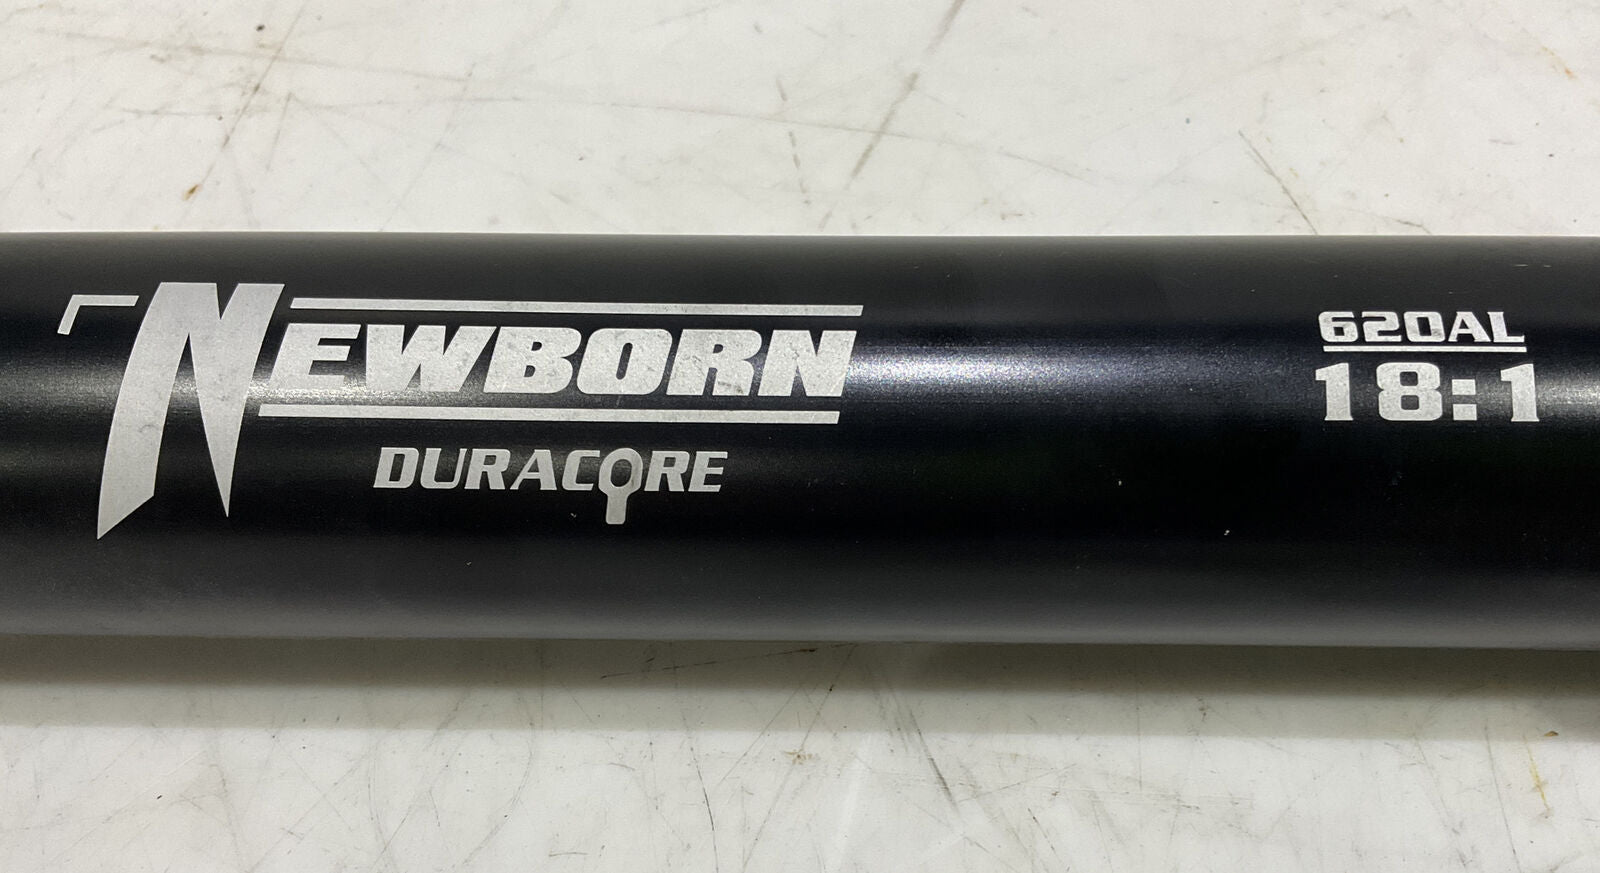 NEWBORN
DURACORE
620AL
18:1